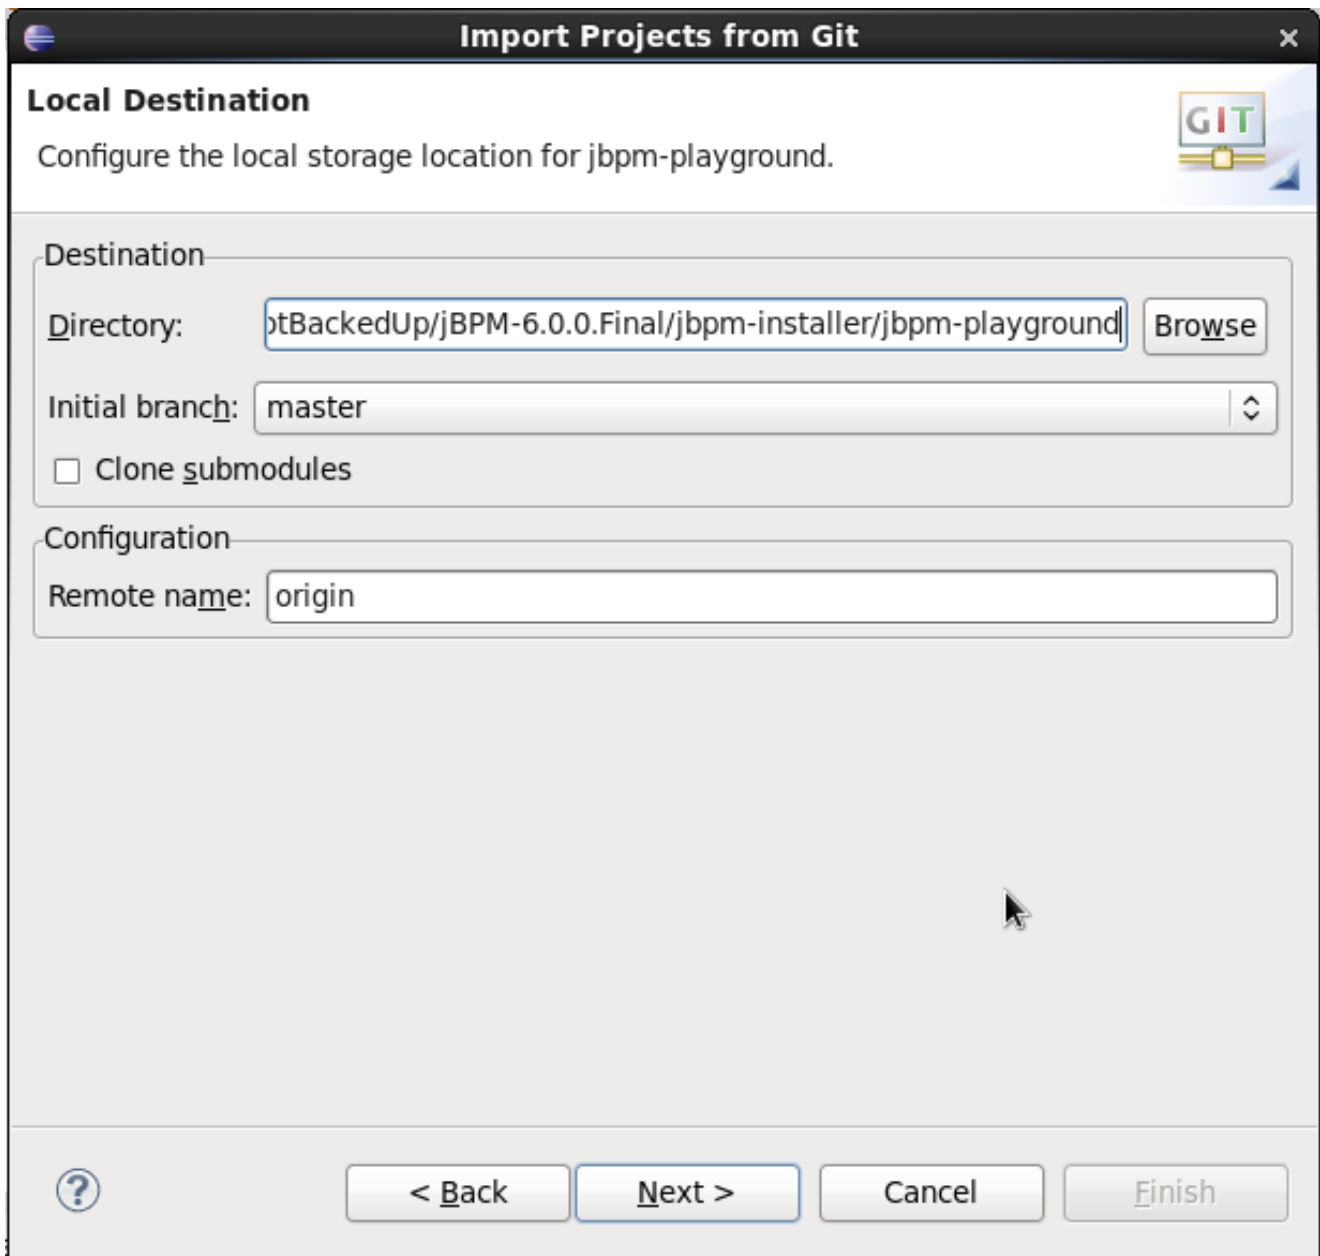 Import Projects from Git
Local Destination
Configure the local storage location for jbpm-playground.
GIT
Destination
Directory: otBackedUp/jBPM-6.0.0.Final/jbpm-installer/jbpm-playground Browse
Initial branch: master
Clone submodules
Configuration
Remote name: origin
? < Back Next > Cancel Finish